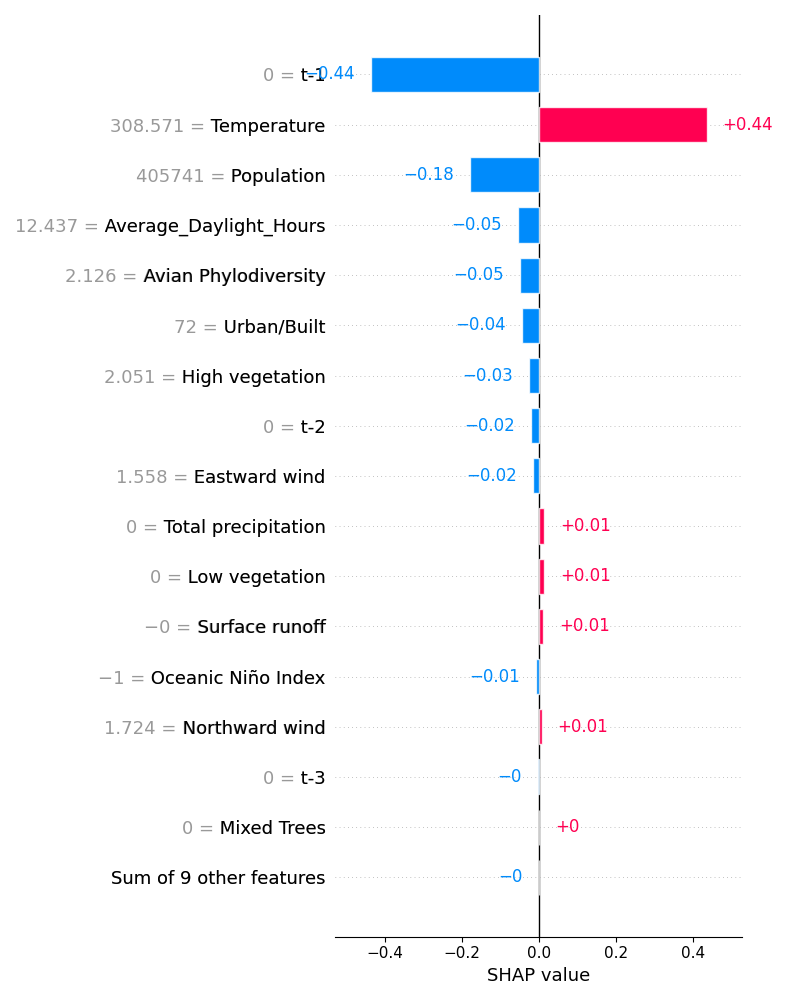 0 = t-1 −0.44
308.571 = Temperature +0.44
405741 = Population −0.18
12.437 = Average_Daylight_Hours −0.05
2.126 = Avian Phylodiversity −0.05
72 = Urban/Built −0.04
2.051 = High vegetation −0.03
0 = t-2 −0.02
1.558 = Eastward wind −0.02
0 = Total precipitation +0.01
0 = Low vegetation +0.01
−0 = Surface runoff +0.01
−1 = Oceanic Niño Index −0.01
1.724 = Northward wind +0.01
0 = t-3 −0
0 = Mixed Trees +0
Sum of 9 other features −0
−0.4 −0.2 0.0 0.2 0.4
SHAP value